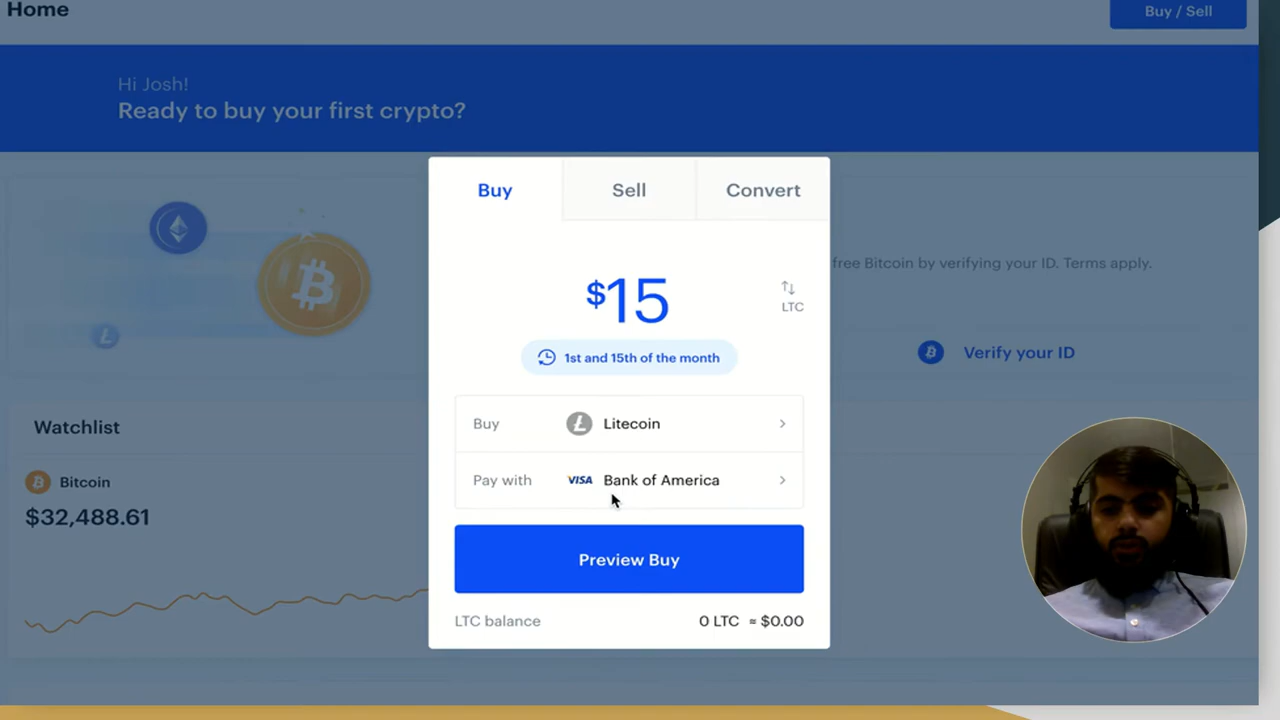 Home
Buy / Sell
Hi Josh!
Ready to buy your first crypto?
Buy
Sell
Convert
$15
LTC
1st and 15th of the month
free Bitcoin by verifying your ID. Terms apply.
Verify your ID
Buy Litecoin
Pay with VISA Bank of America
Preview Buy
LTC balance 0 LTC ≈ $0.00
Watchlist
Bitcoin
$32,488.61